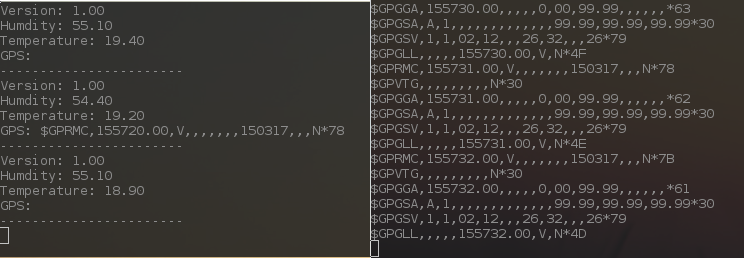 Version: 1.00
Humdity: 55.10
Temperature: 19.40
GPS:
-----------------------
Version: 1.00
Humdity: 54.40
Temperature: 19.20
GPS: $GPRMC,155720.00,V,,,,,,,150317,,,N*78
-----------------------
Version: 1.00
Humdity: 55.10
Temperature: 18.90
GPS:
-----------------------
$GPGGA,155730.00,,,,,0,00,99.99,,,,,,*63
$GPGSA,A,1,,,,,,,,,,,,,99.99,99.99,99.99*30
$GPGSV,1,1,02,12,,,26,32,,,26*79
$GPGLL,,,,,155730.00,V,N*4F
$GPRMC,155731.00,V,,,,,,,150317,,,N*78
$GPVTG,,,,,,,,,N*30
$GPGGA,155731.00,,,,,0,00,99.99,,,,,,*62
$GPGSA,A,1,,,,,,,,,,,,,99.99,99.99,99.99*30
$GPGSV,1,1,02,12,,,26,32,,,26*79
$GPGLL,,,,,155731.00,V,N*4E
$GPRMC,155732.00,V,,,,,,,150317,,,N*7B
$GPVTG,,,,,,,,,N*30
$GPGGA,155732.00,,,,,0,00,99.99,,,,,,*61
$GPGSA,A,1,,,,,,,,,,,,,99.99,99.99,99.99*30
$GPGSV,1,1,02,12,,,26,32,,,26*79
$GPGLL,,,,,155732.00,V,N*4D